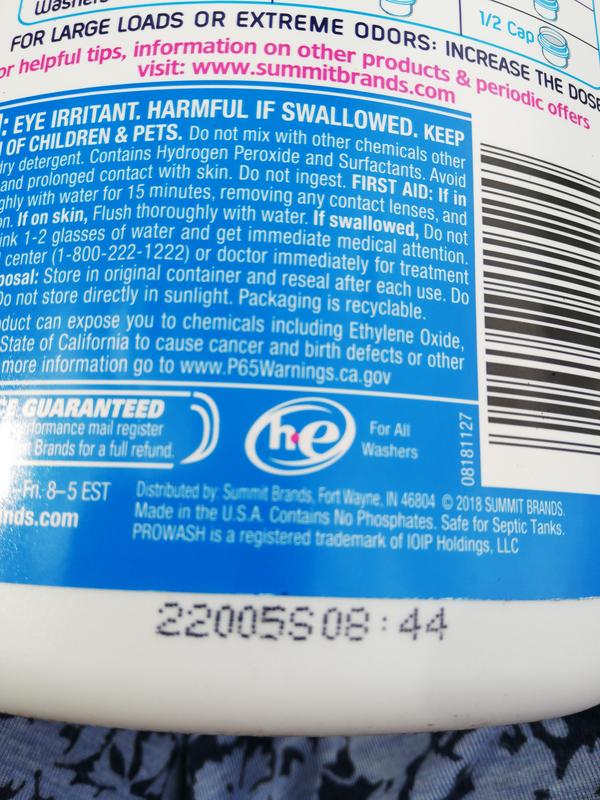 washers
1/2 Cap
FOR LARGE LOADS OR EXTREME ODORS: INCREASE THE DOSE
or helpful tips, information on other products & periodic offers
visit: www.summitbrands.com
: EYE IRRITANT. HARMFUL IF SWALLOWED. KEEP
OF CHILDREN & PETS. Do not mix with other chemicals other
dry detergent. Contains Hydrogen Peroxide and Surfactants. Avoid
and prolonged contact with skin. Do not ingest. FIRST AID: If in
ghly with water for 15 minutes, removing any contact lenses, and
on. If on skin, Flush thoroughly with water. If swallowed, Do not
ink 1-2 glasses of water and get immediate medical attention.
center (1-800-222-1222) or doctor immediately for treatment
posal: Store in original container and reseal after each use. Do
Do not store directly in sunlight. Packaging is recyclable.
duct can expose you to chemicals including Ethylene Oxide,
State of California to cause cancer and birth defects or other
more information go to www.P65Warnings.ca.gov
CE GUARANTEED
erformance mail register
t Brands for a full refund.
he
For All
Washers
08181127
-Fri. 8–5 EST
nds.com
Distributed by: Summit Brands, Fort Wayne, IN 46804 © 2018 SUMMIT BRANDS.
Made in the U.S.A. Contains No Phosphates. Safe for Septic Tanks.
PROWASH is a registered trademark of IOIP Holdings, LLC
22005S08:44